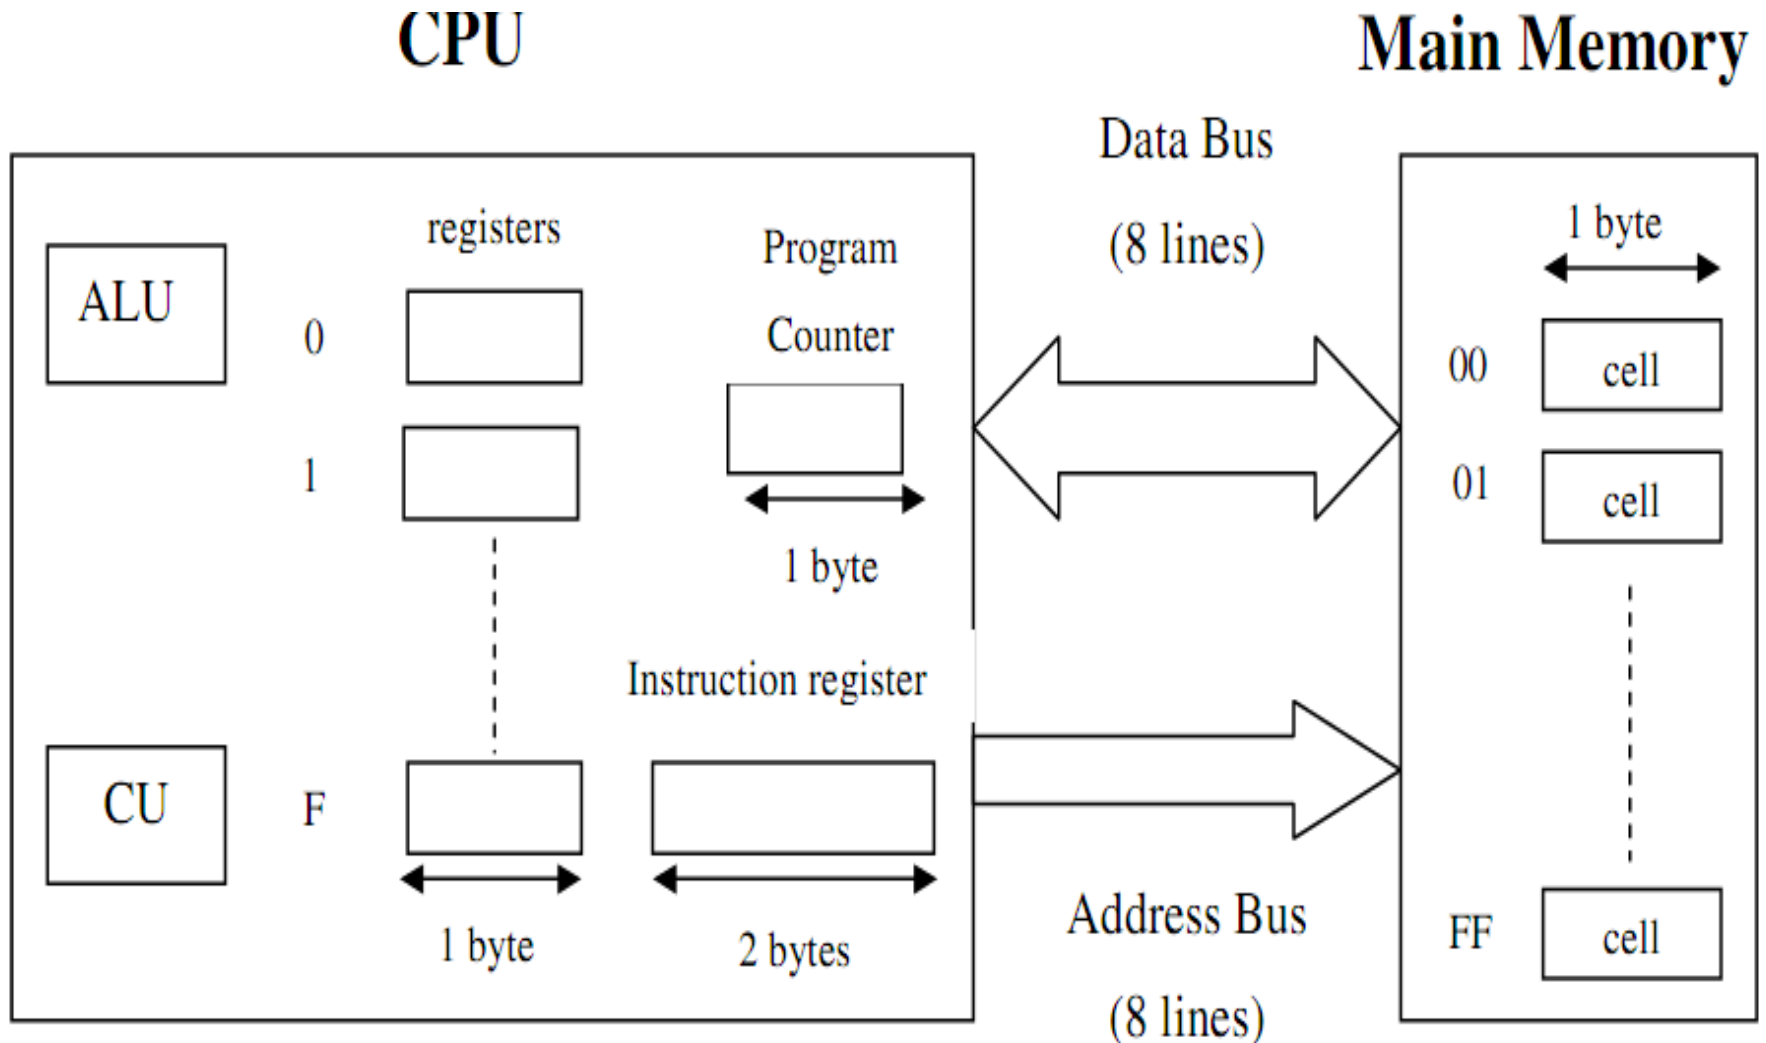 CPU
Main Memory
Data Bus
(8 lines)
registers
Program
Counter
1 byte
ALU
0
1
1 byte
Instruction register
CU
F
1 byte
2 bytes
Address Bus
(8 lines)
00
cell
01
cell
FF
cell